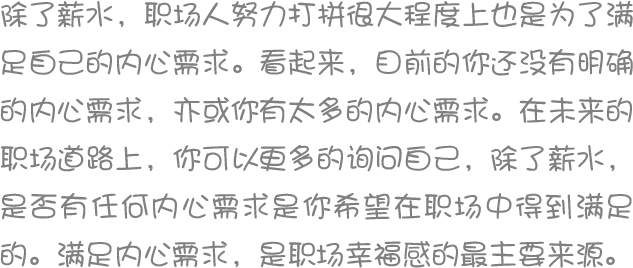 除了薪水，职场人努力打拼很大程度上也是为了满
足自己的内心需求。看起来，目前的你还没有明确
的内心需求，亦或你有太多的内心需求。在未来的
职场道路上，你可以更多的询问自己，除了薪水，
是否有任何内心需求是你希望在职场中得到满足
的。满足内心需求，是职场幸福感的最主要来源。